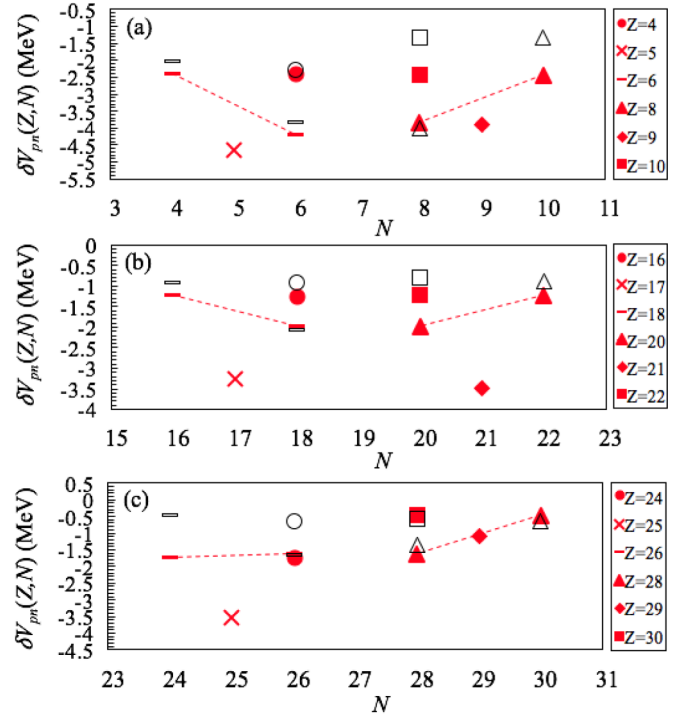 (a)
δV_pn(Z,N) (MeV)
-0.5
-1
-1.5
-2
-2.5
-3
-3.5
-4
-4.5
-5
-5.5
3 4 5 6 7 8 9 10 11
N
Z=4
Z=5
Z=6
Z=8
Z=9
Z=10
(b)
δV_pn(Z,N) (MeV)
0
-0.5
-1
-1.5
-2
-2.5
-3
-3.5
-4
15 16 17 18 19 20 21 22 23
N
Z=16
Z=17
Z=18
Z=20
Z=21
Z=22
(c)
δV_pn(Z,N) (MeV)
0.5
0
-0.5
-1
-1.5
-2
-2.5
-3
-3.5
-4
-4.5
23 24 25 26 27 28 29 30 31
N
Z=24
Z=25
Z=26
Z=28
Z=29
Z=30